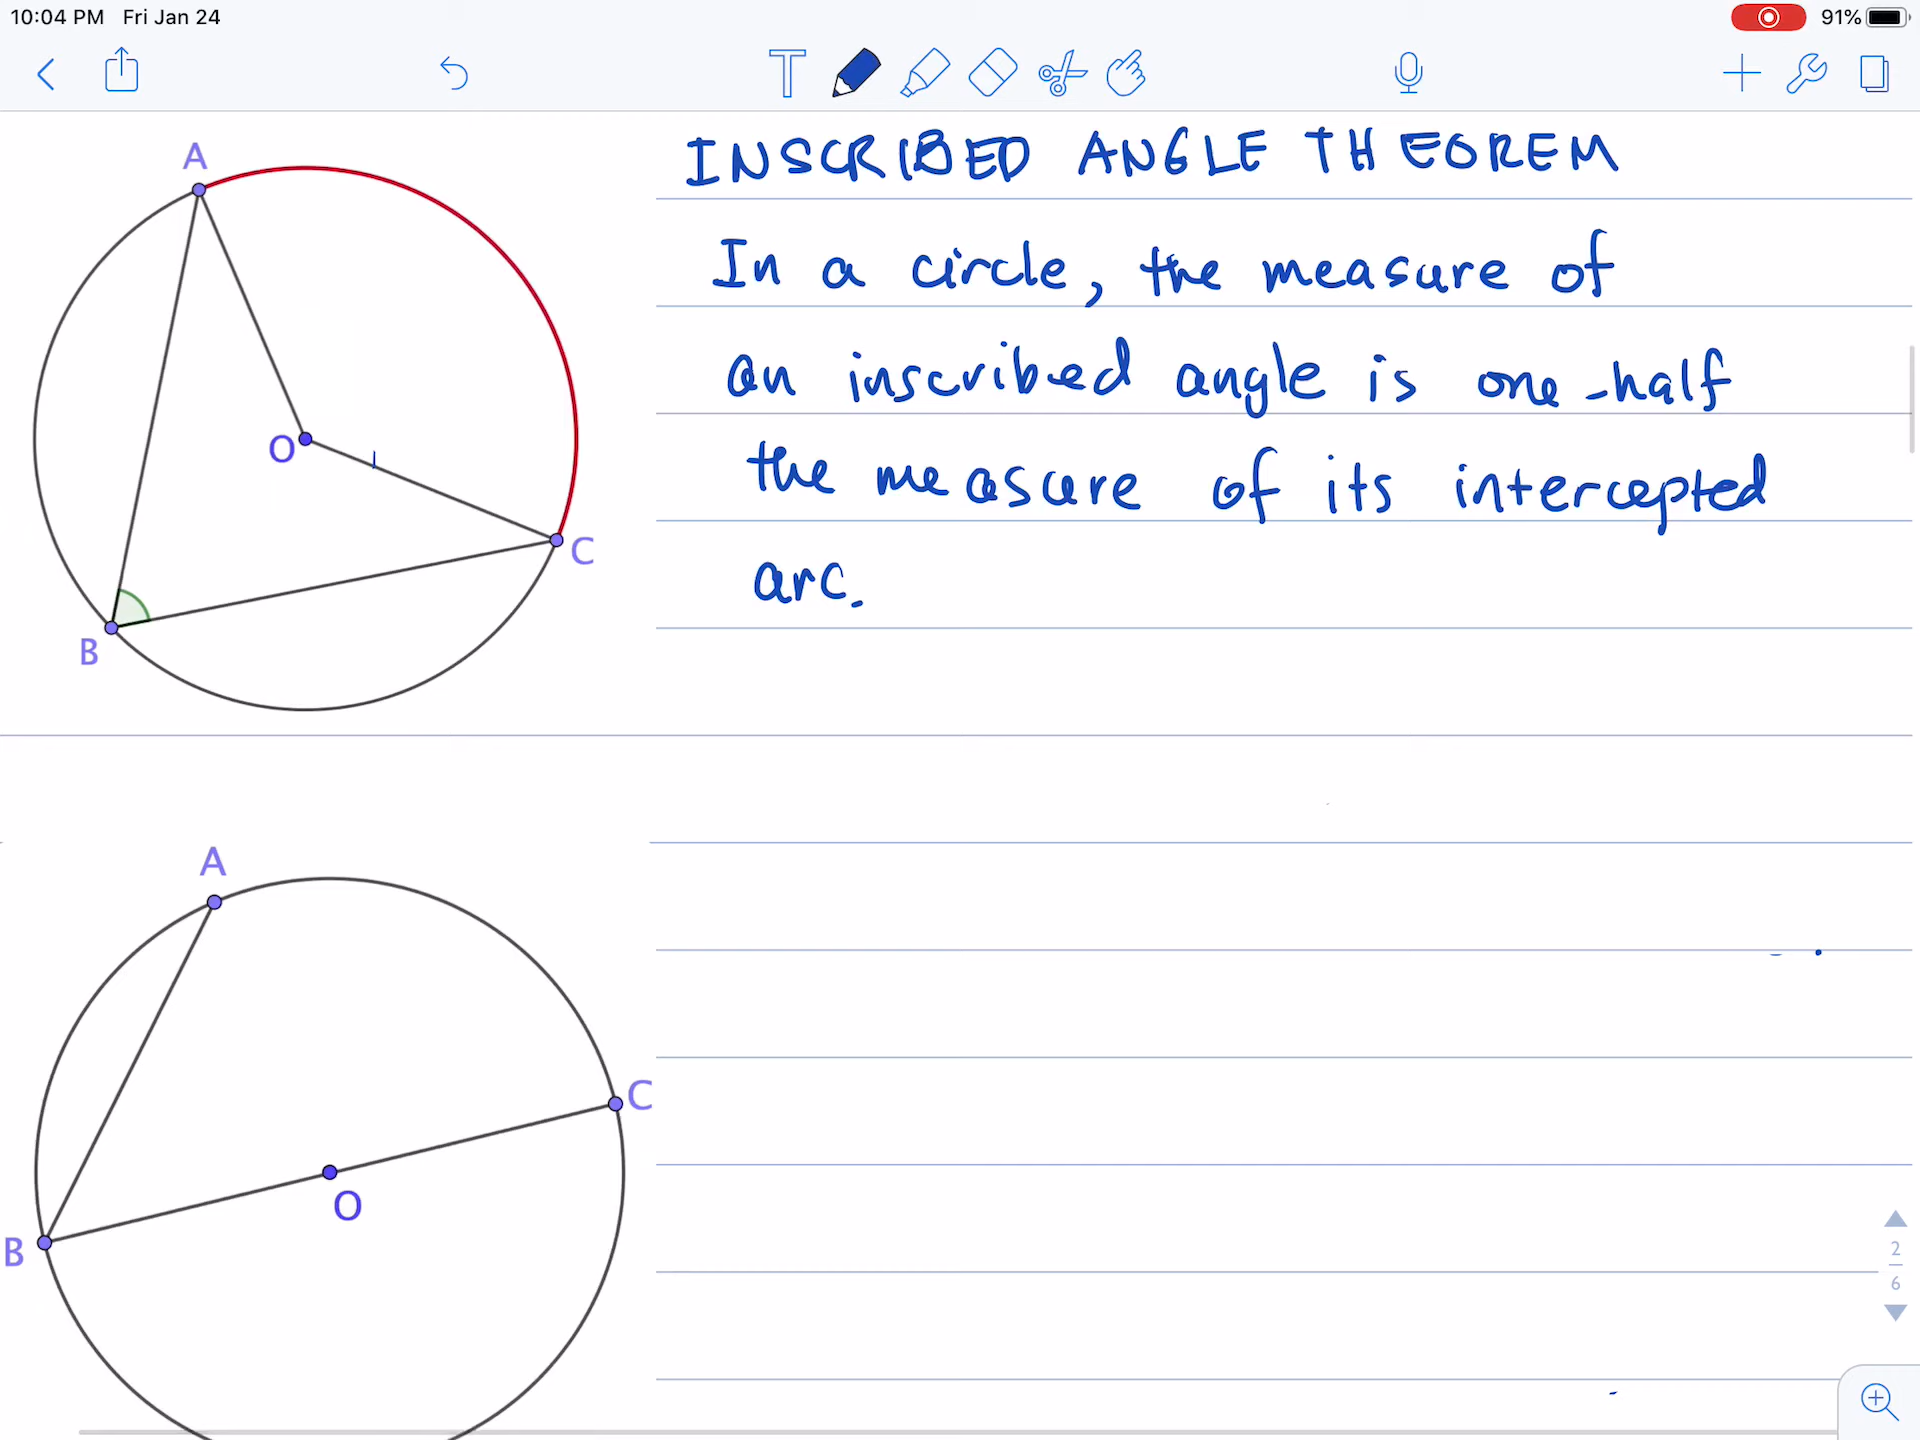 10:04 PM Fri Jan 24
91%
T
INSCRIBED ANGLE THEOREM
In a circle, the measure of
an inscribed angle is one-half
the measure of its intercepted
arc.
A
O
C
B
A
C
O
B
2
6